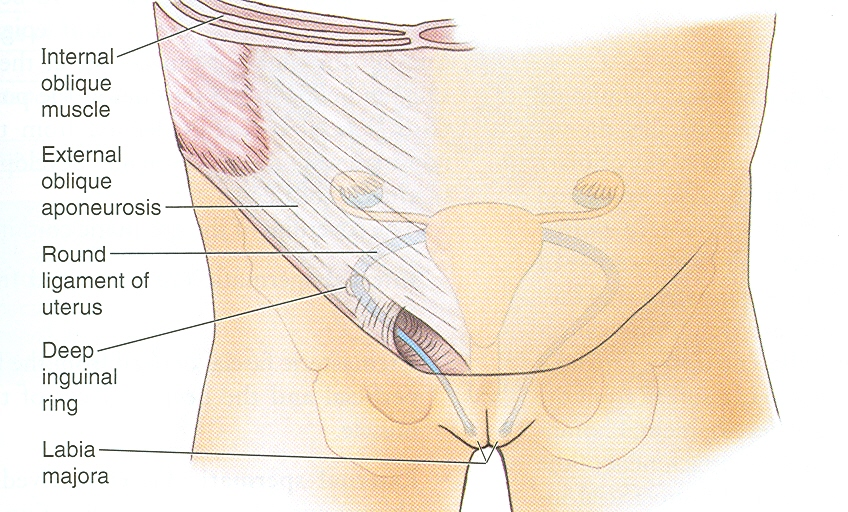 Internal
oblique
muscle
External
oblique
aponeurosis
Round
ligament of
uterus
Deep
inguinal
ring
Labia
majora